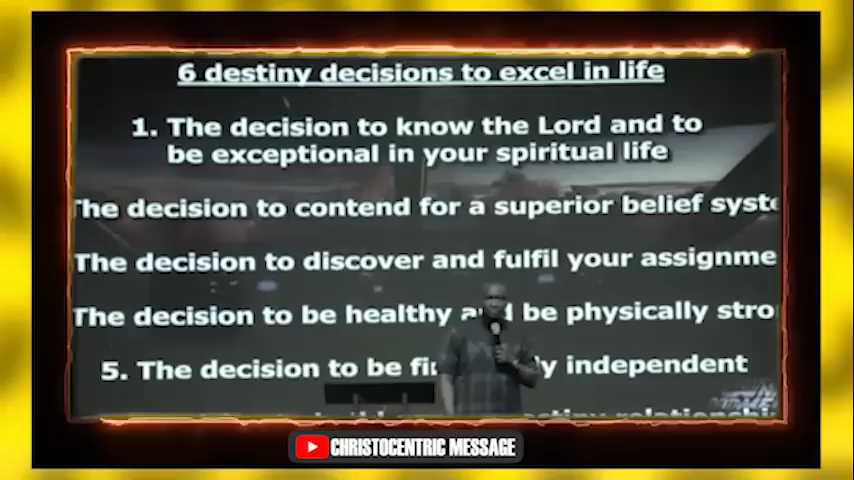 6 destiny decisions to excel in life
1. The decision to know the Lord and to
be exceptional in your spiritual life
The decision to contend for a superior belief syste
The decision to discover and fulfil your assignme
The decision to be healthy and be physically stro
5. The decision to be fi ly independent
CHRISTOCENTRIC MESSAGE